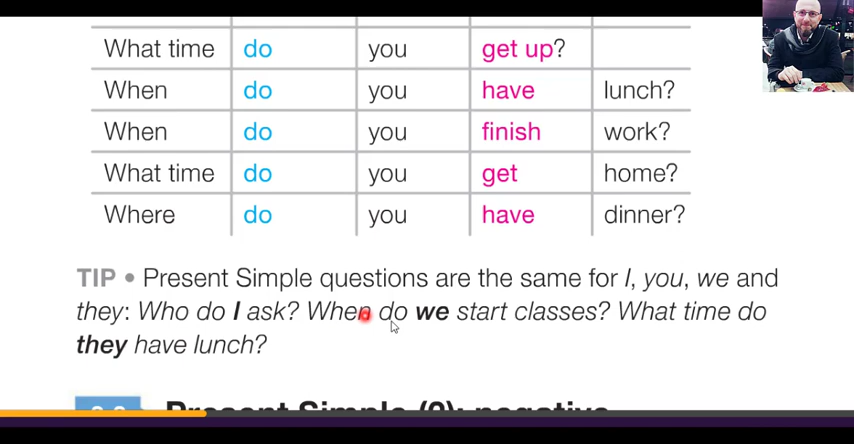 What time do you get up?
When do you have lunch?
When do you finish work?
What time do you get home?
Where do you have dinner?
TIP • Present Simple questions are the same for I, you, we and
they: Who do I ask? When do we start classes? What time do
they have lunch?
Present Simple (2): negative